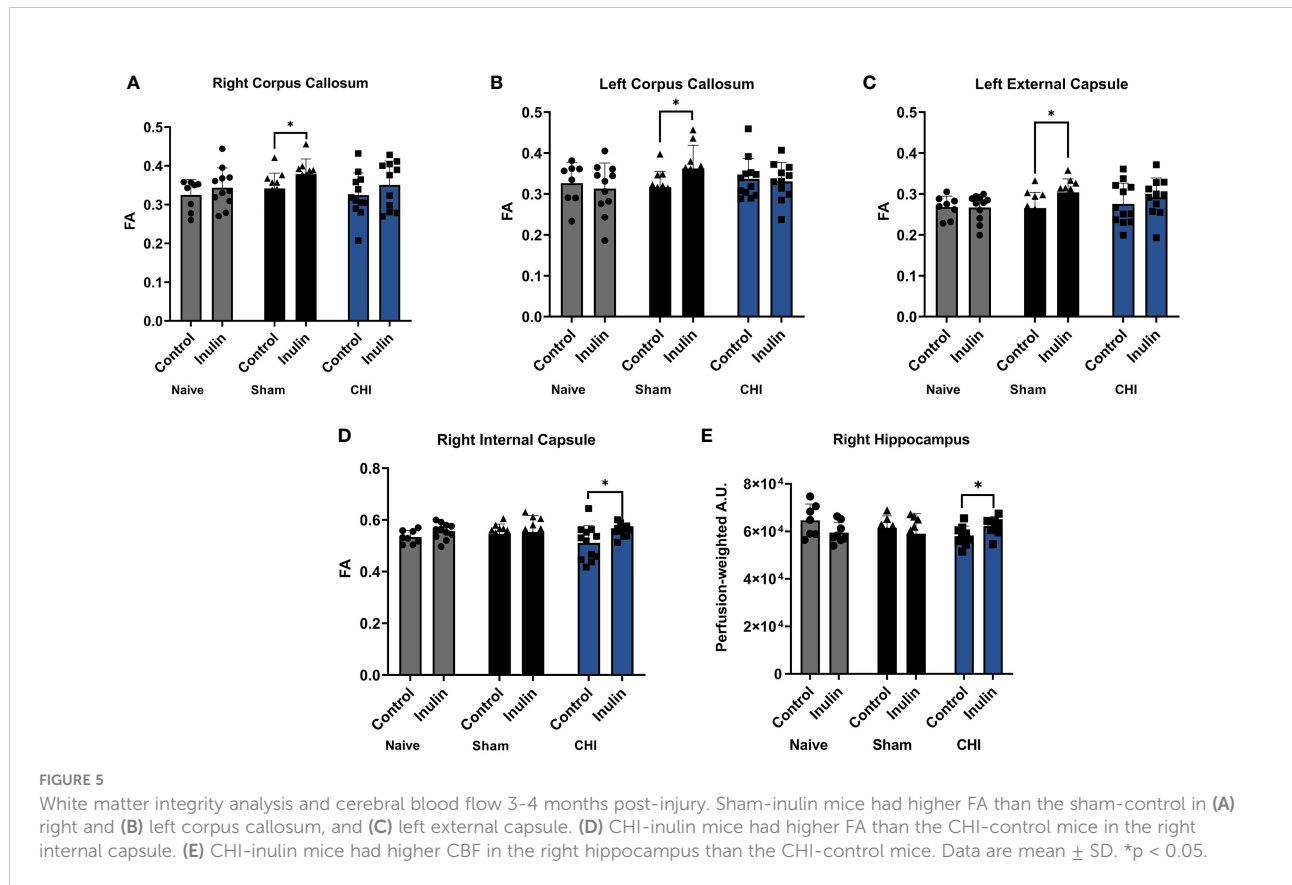 A
Right Corpus Callosum
*
FA
0.5
0.4
0.3
0.2
0.1
0.0
Control
Inulin
Control
Inulin
Control
Inulin
Naive
Sham
CHI
B
Left Corpus Callosum
*
FA
0.5
0.4
0.3
0.2
0.1
0.0
Control
Inulin
Control
Inulin
Control
Inulin
Naive
Sham
CHI
C
Left External Capsule
*
FA
0.5
0.4
0.3
0.2
0.1
0.0
Control
Inulin
Control
Inulin
Control
Inulin
Naive
Sham
CHI
D
Right Internal Capsule
*
FA
0.8
0.6
0.4
0.2
0.0
Control
Inulin
Control
Inulin
Control
Inulin
Naive
Sham
CHI
E
Right Hippocampus
*
Perfusion-weighted A.U.
8×10⁴
6×10⁴
4×10⁴
2×10⁴
0
Control
Inulin
Control
Inulin
Control
Inulin
Naive
Sham
CHI
FIGURE 5
White matter integrity analysis and cerebral blood flow 3-4 months post-injury. Sham-inulin mice had higher FA than the sham-control in (A)
right and (B) left corpus callosum, and (C) left external capsule. (D) CHI-inulin mice had higher FA than the CHI-control mice in the right
internal capsule. (E) CHI-inulin mice had higher CBF in the right hippocampus than the CHI-control mice. Data are mean ± SD. *p < 0.05.